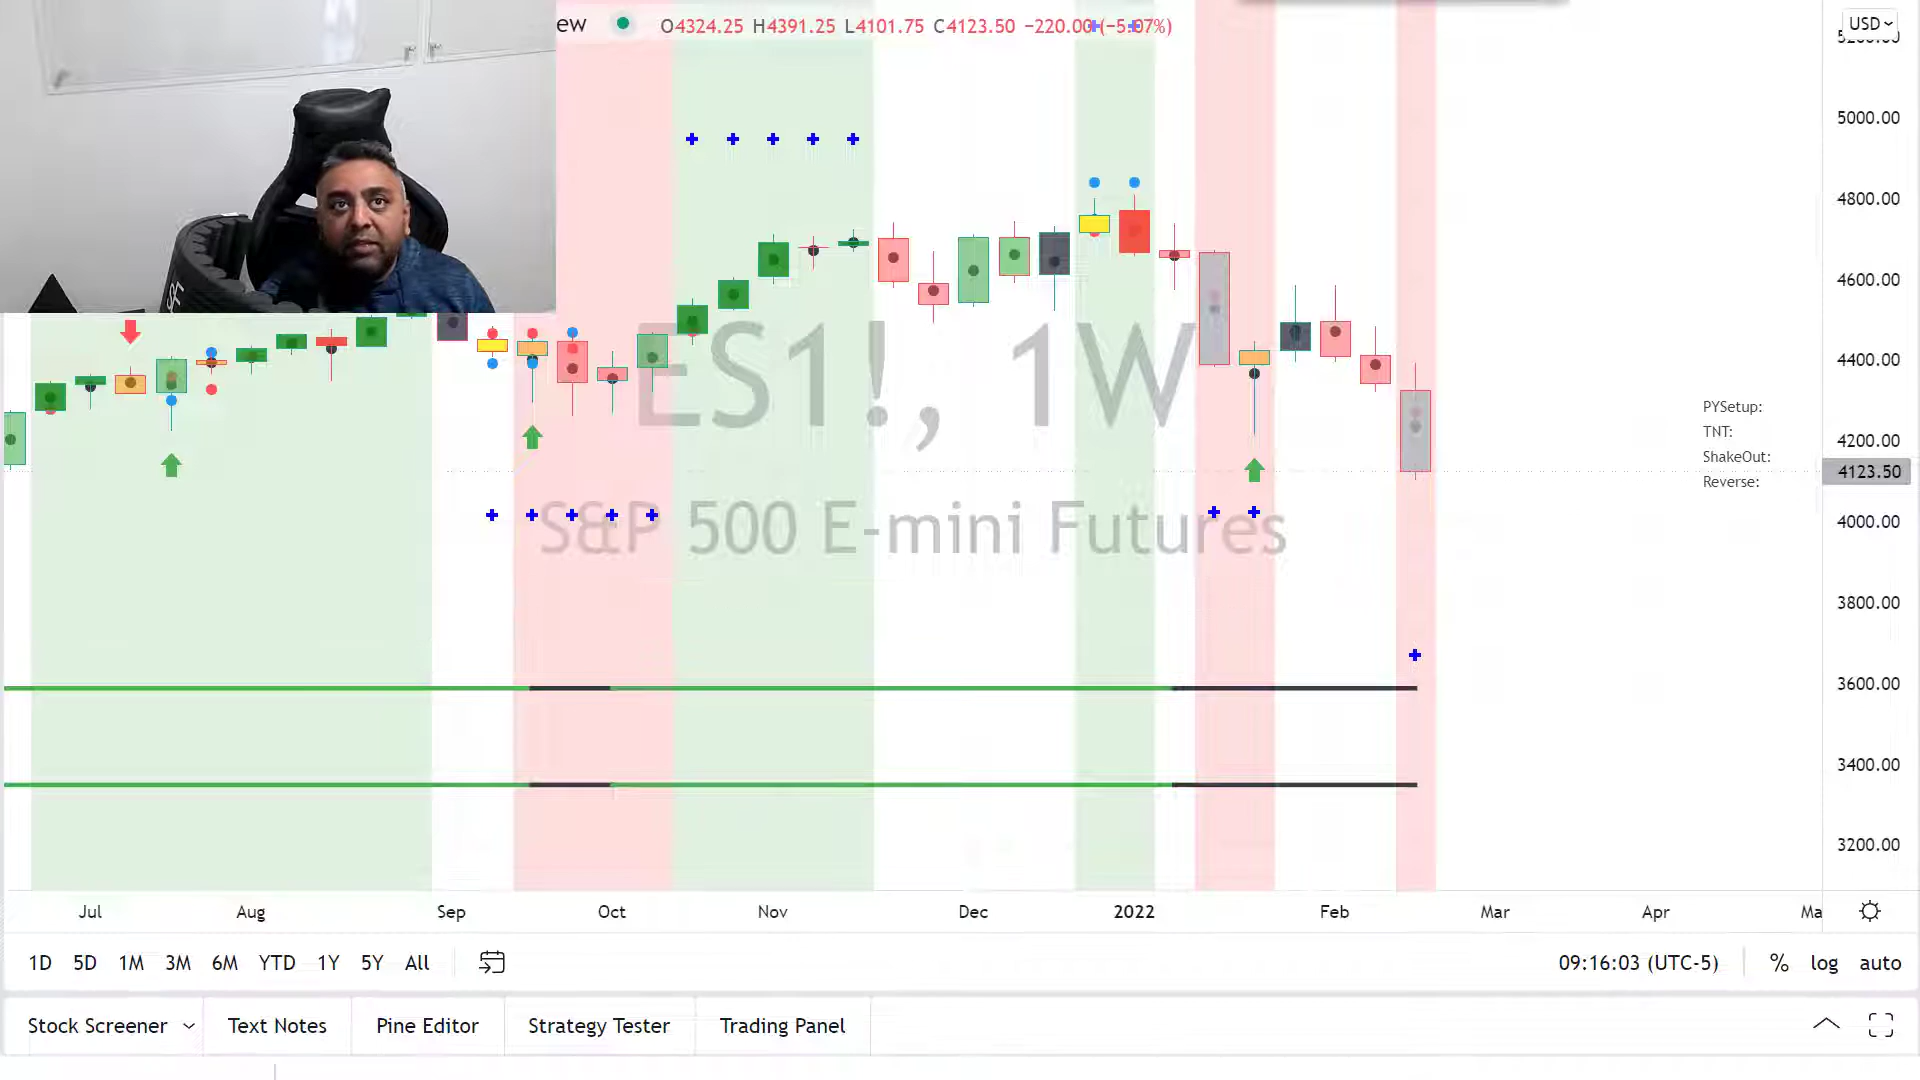 ew O4324.25 H4391.25 L4101.75 C4123.50 −220.00 (−5.07%)
USD
5200.00
5000.00
4800.00
4600.00
4400.00
4200.00
4123.50
4000.00
3800.00
3600.00
3400.00
3200.00
PYSetup:
TNT:
ShakeOut:
Reverse:
ES1!, 1W
S&P 500 E-mini Futures
Jul Aug Sep Oct Nov Dec 2022 Feb Mar Apr Ma
1D 5D 1M 3M 6M YTD 1Y 5Y All 09:16:03 (UTC-5) % log auto
Stock Screener Text Notes Pine Editor Strategy Tester Trading Panel